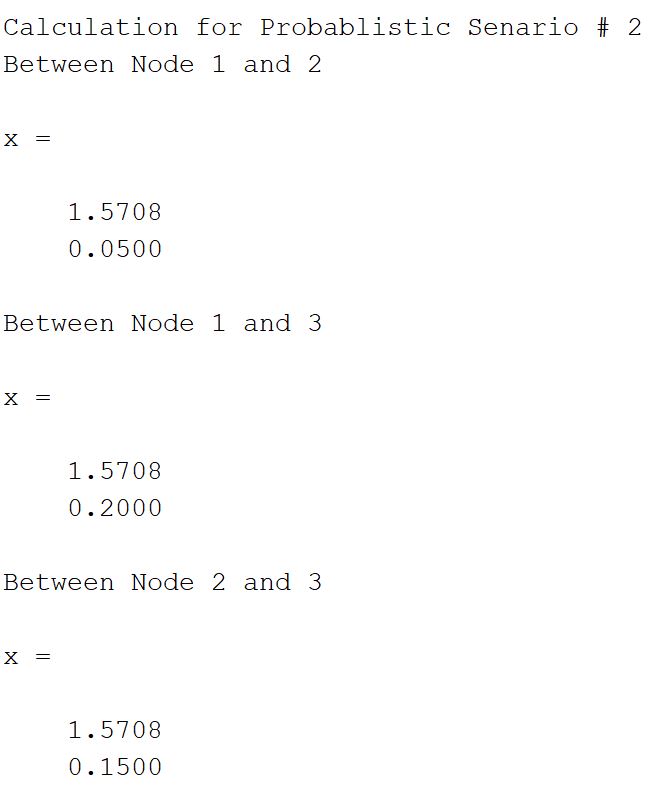 Calculation for Probablistic Senario # 2
Between Node 1 and 2
x =
1.5708
0.0500
Between Node 1 and 3
x =
1.5708
0.2000
Between Node 2 and 3
x =
1.5708
0.1500